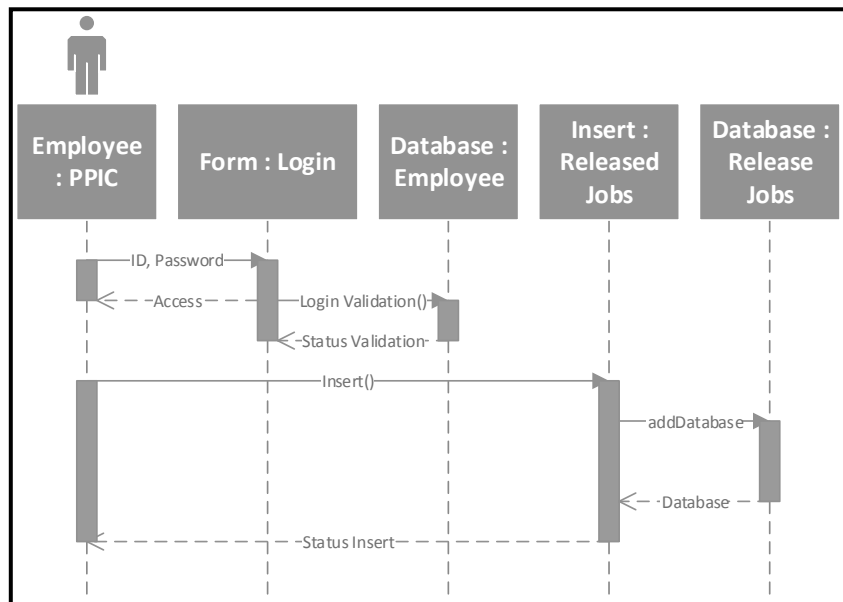 Employee
: PPIC
Form : Login
Database :
Employee
Insert :
Released
Jobs
Database :
Release
Jobs
ID, Password
Access
Login Validation()
Status Validation
Insert()
addDatabase
Database
Status Insert